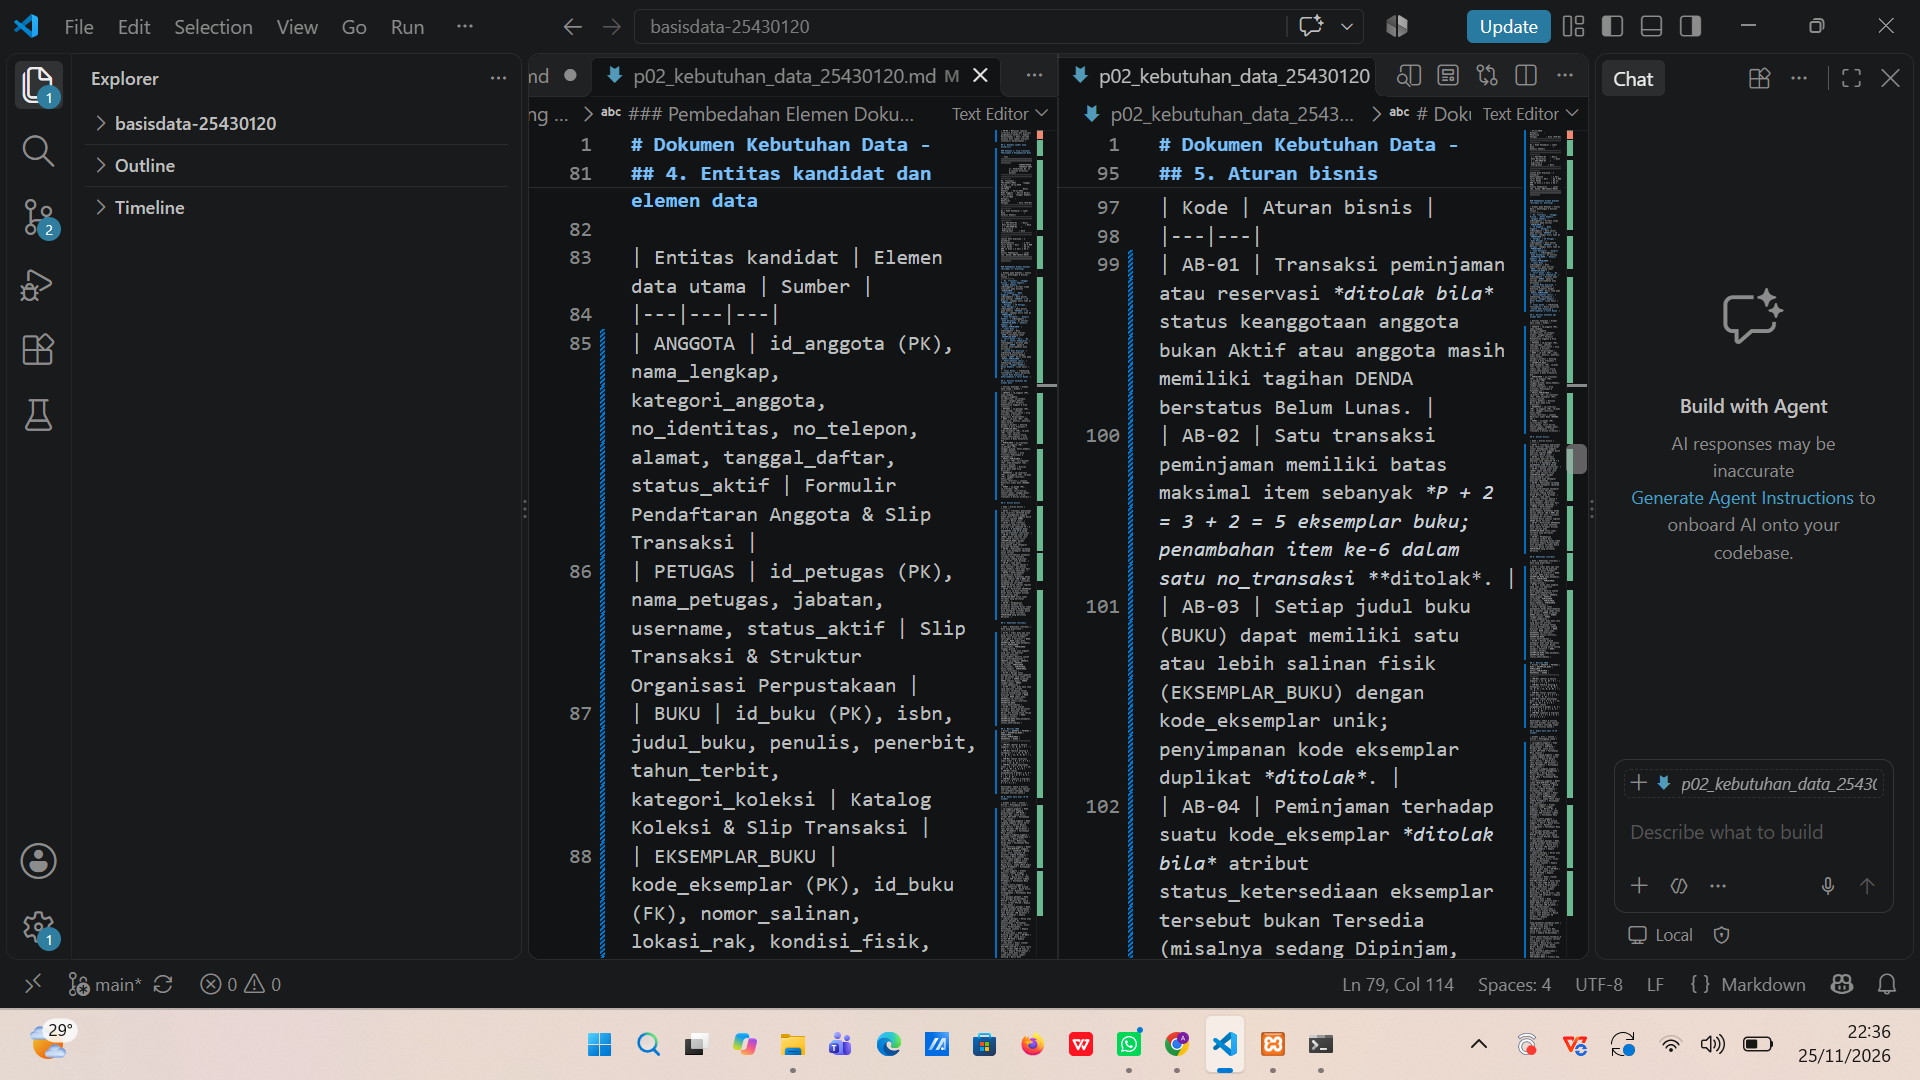 File Edit Selection View Go Run ···
basisdata-25430120
Update
Explorer
basisdata-25430120
Outline
Timeline
1
2
1
nd
p02_kebutuhan_data_25430120.md M
ng ... > abc ### Pembedahan Elemen Doku... Text Editor
1 # Dokumen Kebutuhan Data -
81 ## 4. Entitas kandidat dan
elemen data
82
83 | Entitas kandidat | Elemen
data utama | Sumber |
84 |---|---|---|
85 | ANGGOTA | id_anggota (PK),
nama_lengkap,
kategori_anggota,
no_identitas, no_telepon,
alamat, tanggal_daftar,
status_aktif | Formulir
Pendaftaran Anggota & Slip
Transaksi |
86 | PETUGAS | id_petugas (PK),
nama_petugas, jabatan,
username, status_aktif | Slip
Transaksi & Struktur
Organisasi Perpustakaan |
87 | BUKU | id_buku (PK), isbn,
judul_buku, penulis, penerbit,
tahun_terbit,
kategori_koleksi | Katalog
Koleksi & Slip Transaksi |
88 | EKSEMPLAR_BUKU |
kode_eksemplar (PK), id_buku
(FK), nomor_salinan,
lokasi_rak, kondisi_fisik,
p02_kebutuhan_data_25430120
p02_kebutuhan_data_2543... > abc # Dokı Text Editor
1 # Dokumen Kebutuhan Data -
95 ## 5. Aturan bisnis
97 | Kode | Aturan bisnis |
98 |---|---|
99 | AB-01 | Transaksi peminjaman
atau reservasi *ditolak bila*
status keanggotaan anggota
bukan Aktif atau anggota masih
memiliki tagihan DENDA
berstatus Belum Lunas. |
100 | AB-02 | Satu transaksi
peminjaman memiliki batas
maksimal item sebanyak *P + 2
= 3 + 2 = 5 eksemplar buku;
penambahan item ke-6 dalam
satu no_transaksi **ditolak*. |
101 | AB-03 | Setiap judul buku
(BUKU) dapat memiliki satu
atau lebih salinan fisik
(EKSEMPLAR_BUKU) dengan
kode_eksemplar unik;
penyimpanan kode eksemplar
duplikat *ditolak*. |
102 | AB-04 | Peminjaman terhadap
suatu kode_eksemplar *ditolak
bila* atribut
status_ketersediaan eksemplar
tersebut bukan Tersedia
(misalnya sedang Dipinjam,
Chat
Build with Agent
AI responses may be
inaccurate
Generate Agent Instructions to
onboard AI onto your
codebase.
p02_kebutuhan_data_2543(
Describe what to build
Local
main* 0 0
Ln 79, Col 114 Spaces: 4 UTF-8 LF { } Markdown
29°
22:36
25/11/2026